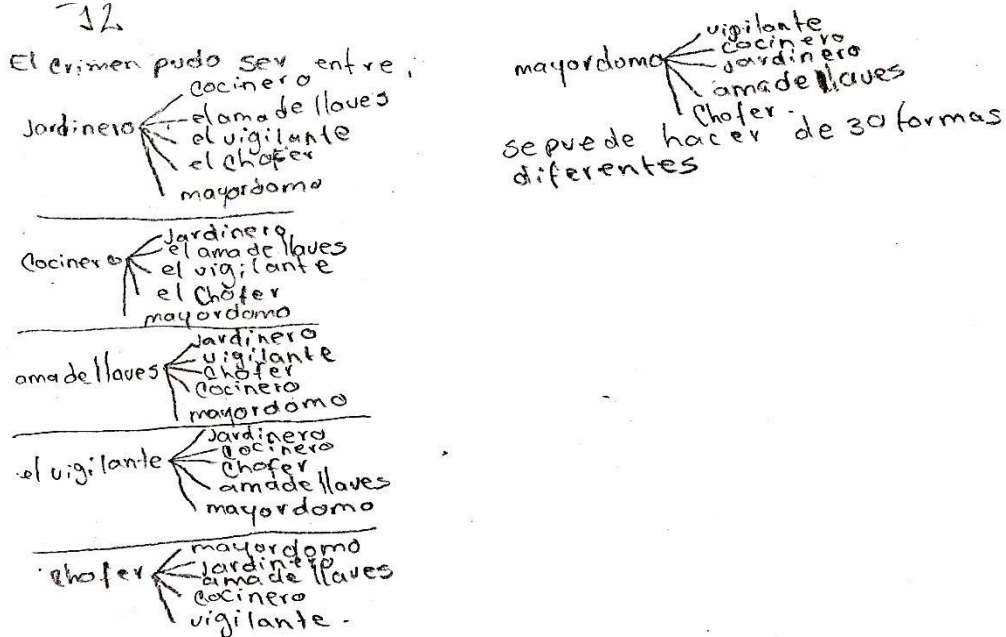 12
El crimen pudo ser entre,
cocinero
el ama de llaves
Jardinero
el vigilante
el chofer
mayordomo
Jardinero
el ama de llaves
Cocinero
el vigilante
el Chofer
mayordomo
Jardinero
vigilante
ama de llaves
chofer
Cocinero
mayordomo
Jardinero
Cocinero
el vigilante
chofer
ama de llaves
mayordomo
mayordomo
Jardinero
chofer
ama de llaves
Cocinero
vigilante.
vigilante
cocinero
mayordomo
Jardinero
ama de llaves
Chofer.
se puede hacer de 30 formas
diferentes